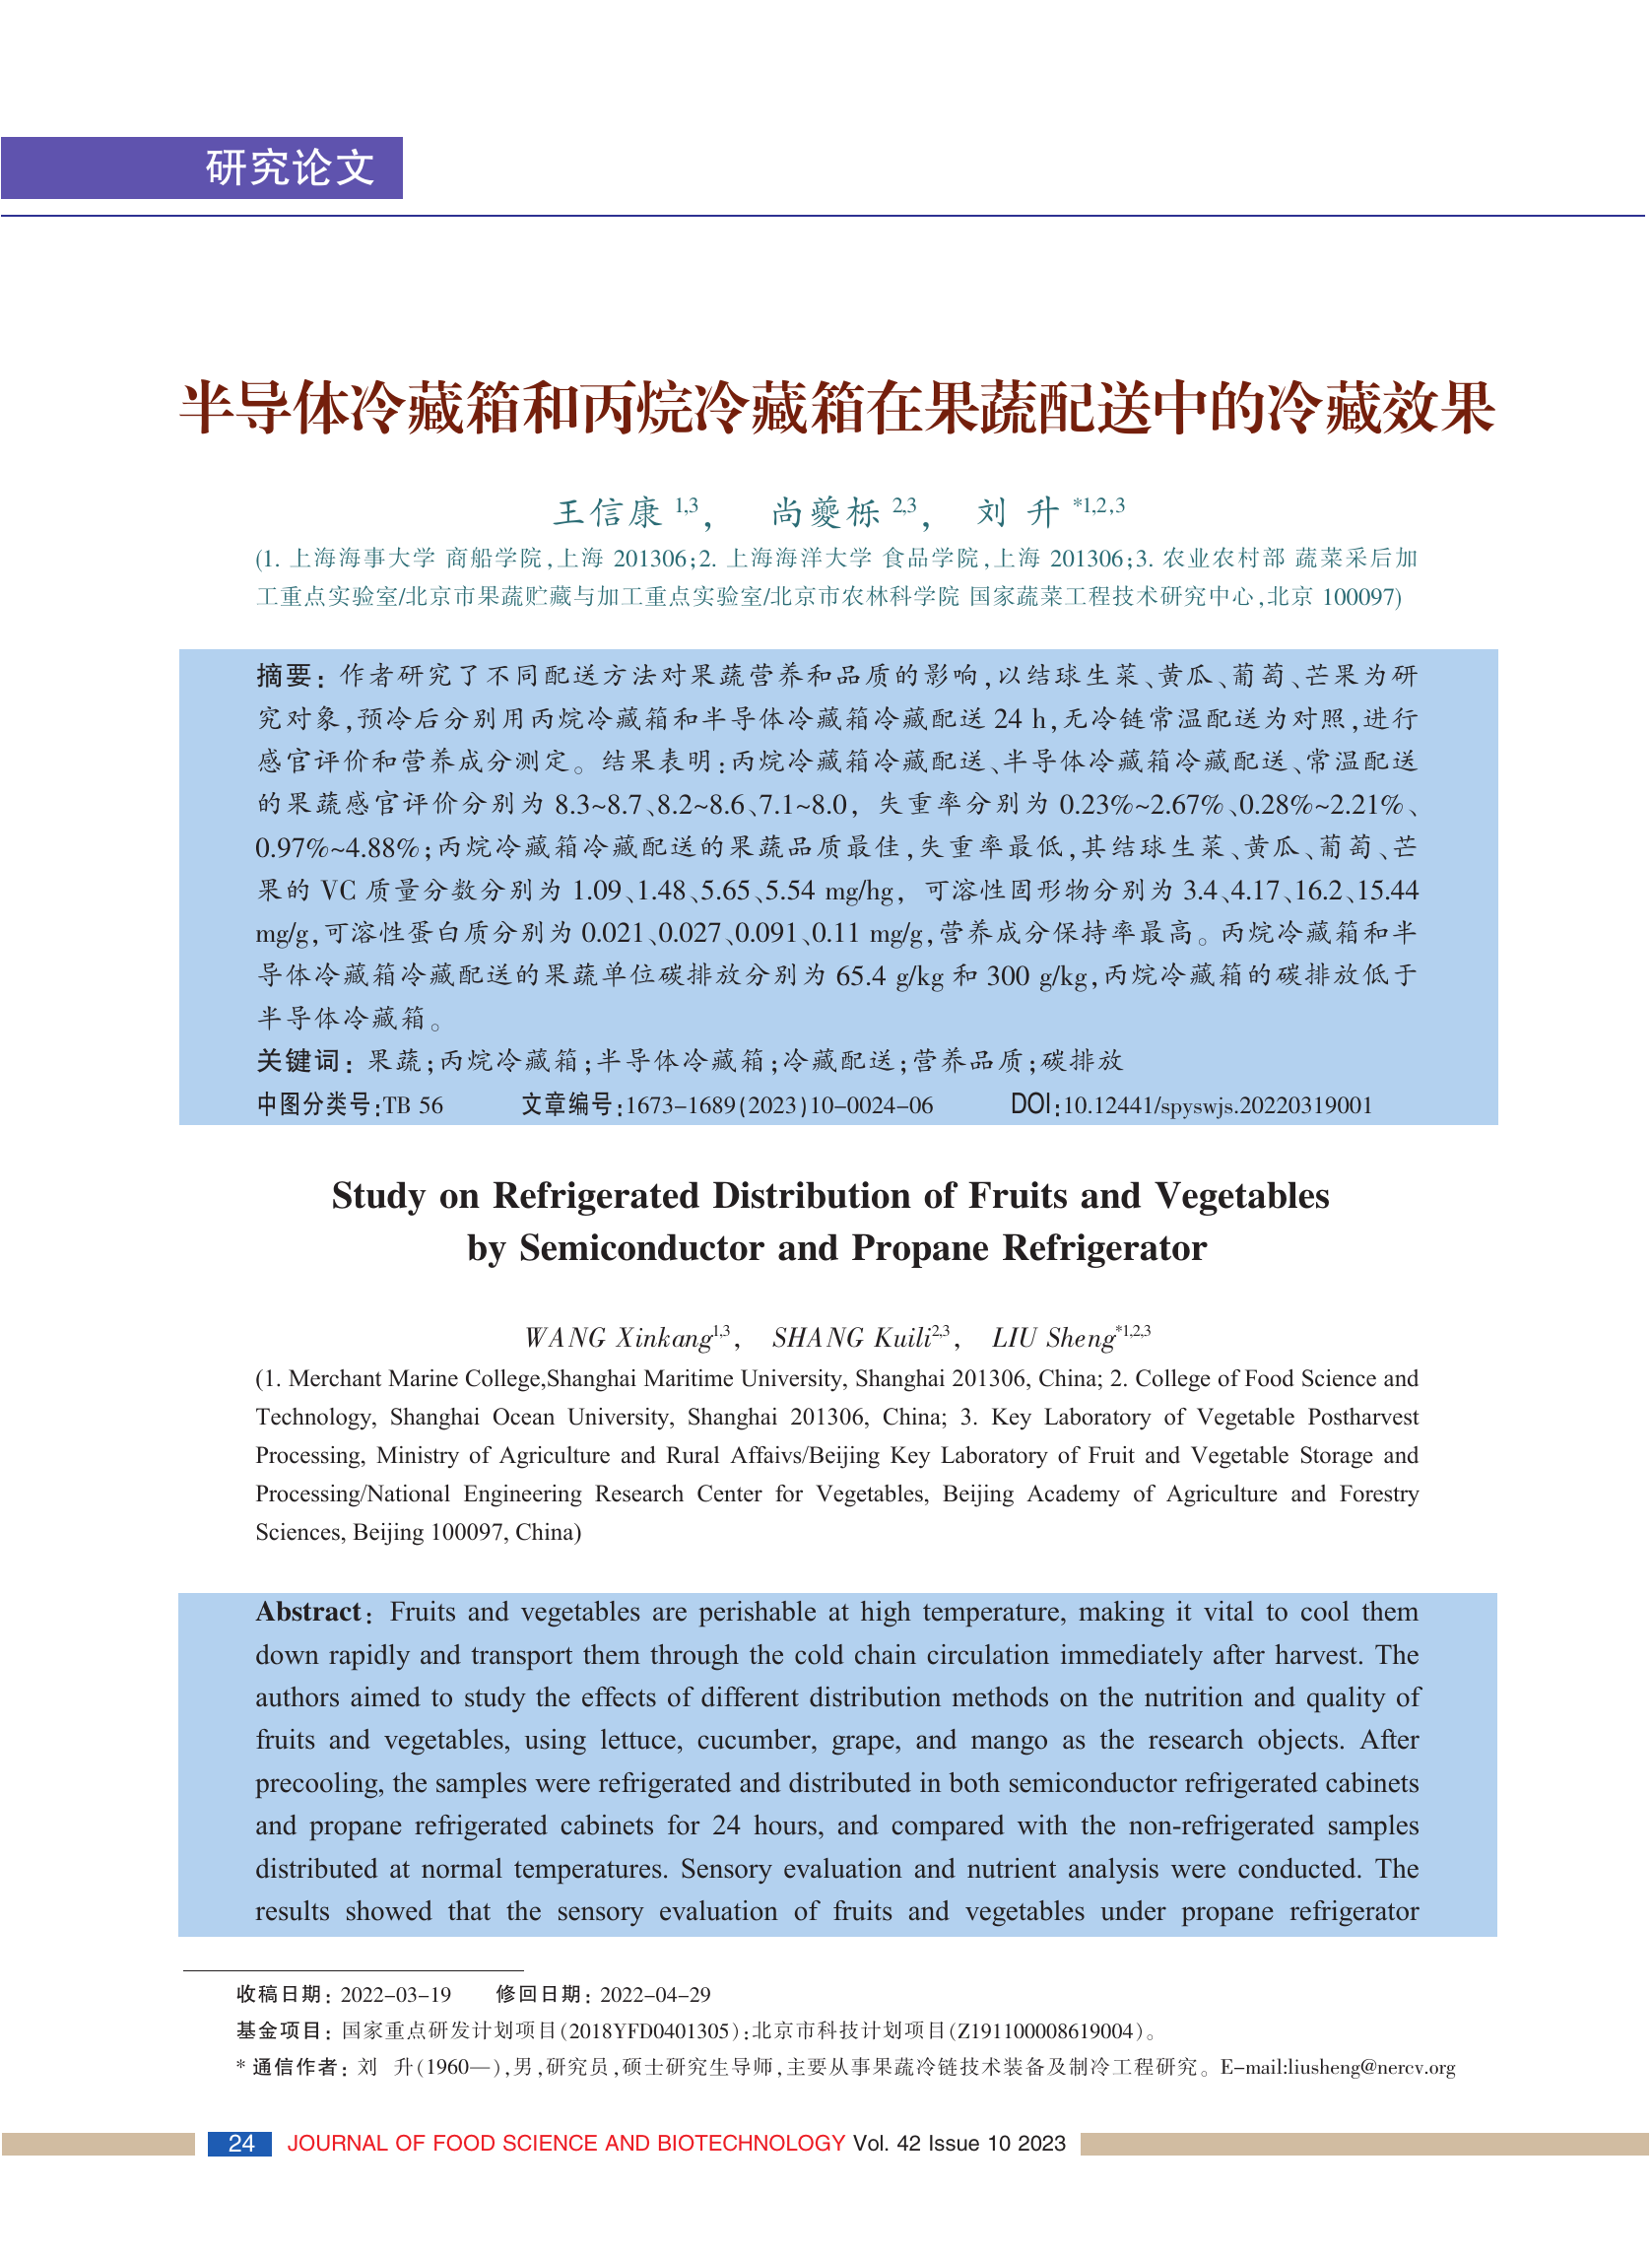 研究论文
半导体冷藏箱和丙烷冷藏箱在果蔬配送中的冷藏效果
王信康 1,3， 尚夔栎 2,3， 刘 升 *1,2,3
(1. 上海海事大学 商船学院,上海 201306;2. 上海海洋大学 食品学院,上海 201306;3. 农业农村部 蔬菜采后加
工重点实验室/北京市果蔬贮藏与加工重点实验室/北京市农林科学院 国家蔬菜工程技术研究中心,北京 100097)
摘要：作者研究了不同配送方法对果蔬营养和品质的影响,以结球生菜、黄瓜、葡萄、芒果为研
究对象,预冷后分别用丙烷冷藏箱和半导体冷藏箱冷藏配送 24 h,无冷链常温配送为对照,进行
感官评价和营养成分测定。结果表明:丙烷冷藏箱冷藏配送、半导体冷藏箱冷藏配送、常温配送
的果蔬感官评价分别为 8.3~8.7、8.2~8.6、7.1~8.0，失重率分别为 0.23%~2.67%、0.28%~2.21%、
0.97%~4.88%;丙烷冷藏箱冷藏配送的果蔬品质最佳,失重率最低,其结球生菜、黄瓜、葡萄、芒
果的 VC 质量分数分别为 1.09、1.48、5.65、5.54 mg/hg，可溶性固形物分别为 3.4、4.17、16.2、15.44
mg/g,可溶性蛋白质分别为 0.021、0.027、0.091、0.11 mg/g,营养成分保持率最高。丙烷冷藏箱和半
导体冷藏箱冷藏配送的果蔬单位碳排放分别为 65.4 g/kg 和 300 g/kg,丙烷冷藏箱的碳排放低于
半导体冷藏箱。
关键词：果蔬;丙烷冷藏箱;半导体冷藏箱;冷藏配送;营养品质;碳排放
中图分类号:TB 56 文章编号:1673-1689(2023)10-0024-06 DOI:10.12441/spyswjs.20220319001
Study on Refrigerated Distribution of Fruits and Vegetables
by Semiconductor and Propane Refrigerator
WANG Xinkang1,3， SHANG Kuili2,3， LIU Sheng*1,2,3
(1. Merchant Marine College,Shanghai Maritime University, Shanghai 201306, China; 2. College of Food Science and
Technology, Shanghai Ocean University, Shanghai 201306, China; 3. Key Laboratory of Vegetable Postharvest
Processing, Ministry of Agriculture and Rural Affaivs/Beijing Key Laboratory of Fruit and Vegetable Storage and
Processing/National Engineering Research Center for Vegetables, Beijing Academy of Agriculture and Forestry
Sciences, Beijing 100097, China)
Abstract：Fruits and vegetables are perishable at high temperature, making it vital to cool them
down rapidly and transport them through the cold chain circulation immediately after harvest. The
authors aimed to study the effects of different distribution methods on the nutrition and quality of
fruits and vegetables, using lettuce, cucumber, grape, and mango as the research objects. After
precooling, the samples were refrigerated and distributed in both semiconductor refrigerated cabinets
and propane refrigerated cabinets for 24 hours, and compared with the non-refrigerated samples
distributed at normal temperatures. Sensory evaluation and nutrient analysis were conducted. The
results showed that the sensory evaluation of fruits and vegetables under propane refrigerator
收稿日期：2022-03-19 修回日期：2022-04-29
基金项目：国家重点研发计划项目(2018YFD0401305);北京市科技计划项目(Z191100008619004)。
* 通信作者：刘 升(1960—),男,研究员,硕士研究生导师,主要从事果蔬冷链技术装备及制冷工程研究。E-mail:liusheng@nercv.org
24 JOURNAL OF FOOD SCIENCE AND BIOTECHNOLOGY Vol. 42 Issue 10 2023